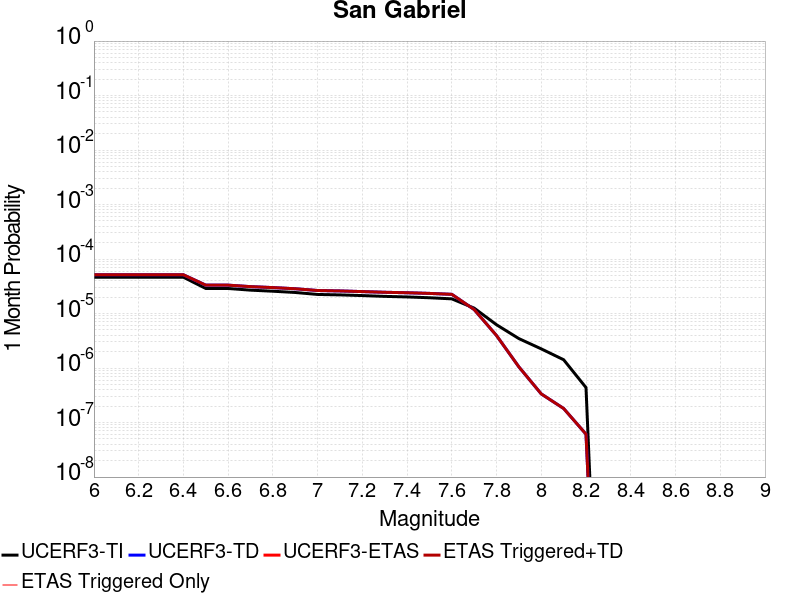 San Gabriel
10^0
10^-1
10^-2
10^-3
10^-4
10^-5
10^-6
10^-7
10^-8
1 Month Probability
6 6.2 6.4 6.6 6.8 7 7.2 7.4 7.6 7.8 8 8.2 8.4 8.6 8.8 9
Magnitude
UCERF3-TI UCERF3-TD UCERF3-ETAS ETAS Triggered+TD
ETAS Triggered Only